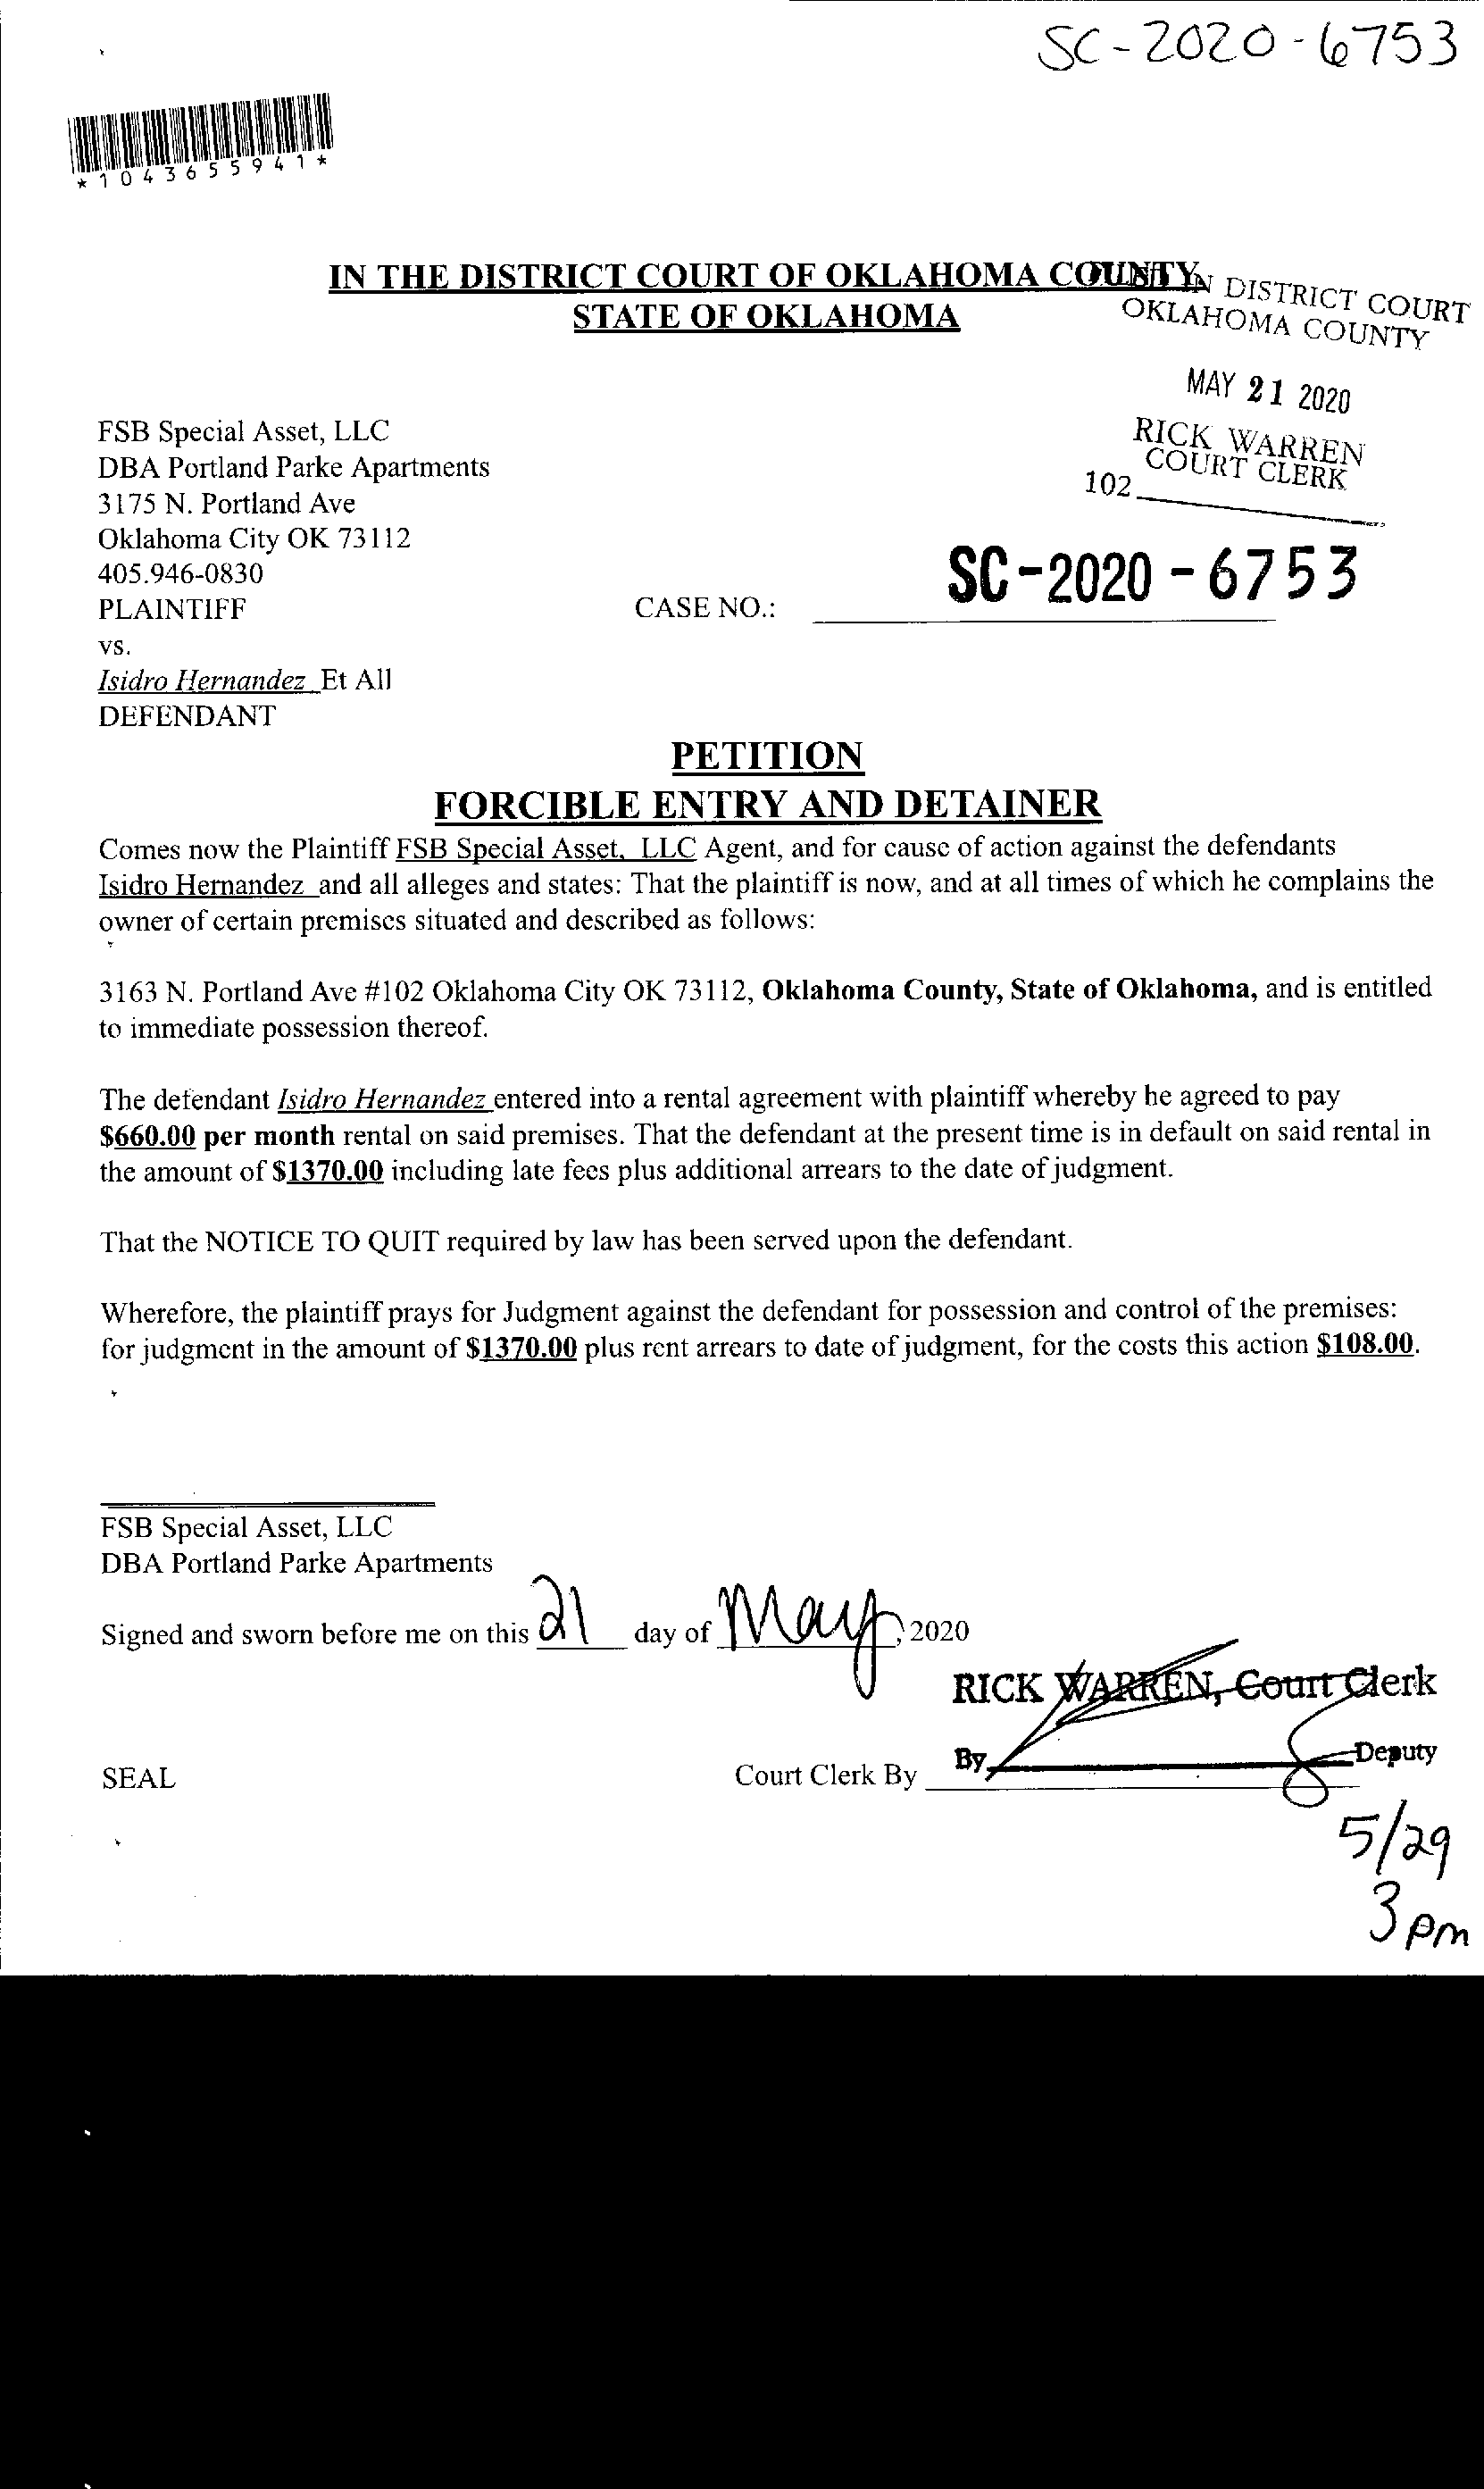 SC-2020-6753
*1043655941*
IN THE DISTRICT COURT OF OKLAHOMA COUNTY
STATE OF OKLAHOMA
IN DISTRICT COURT
OKLAHOMA COUNTY
MAY 21 2020
RICK WARREN
COURT CLERK
102
FSB Special Asset, LLC
DBA Portland Parke Apartments
3175 N. Portland Ave
Oklahoma City OK 73112
405.946-0830
PLAINTIFF
CASE NO.: SC-2020-6753
vs.
Isidro Hernandez Et All
DEFENDANT
PETITION
FORCIBLE ENTRY AND DETAINER
Comes now the Plaintiff FSB Special Asset, LLC Agent, and for cause of action against the defendants
Isidro Hernandez and all alleges and states: That the plaintiff is now, and at all times of which he complains the
owner of certain premises situated and described as follows:
3163 N. Portland Ave #102 Oklahoma City OK 73112, Oklahoma County, State of Oklahoma, and is entitled
to immediate possession thereof.
The defendant Isidro Hernandez entered into a rental agreement with plaintiff whereby he agreed to pay
$660.00 per month rental on said premises. That the defendant at the present time is in default on said rental in
the amount of $1370.00 including late fees plus additional arrears to the date of judgment.
That the NOTICE TO QUIT required by law has been served upon the defendant.
Wherefore, the plaintiff prays for Judgment against the defendant for possession and control of the premises:
for judgment in the amount of $1370.00 plus rent arrears to date of judgment, for the costs this action $108.00.
FSB Special Asset, LLC
DBA Portland Parke Apartments
Signed and sworn before me on this 21 day of May, 2020
RICK WARREN, Court Clerk
By Deputy
SEAL
Court Clerk By
5/29
3 pm